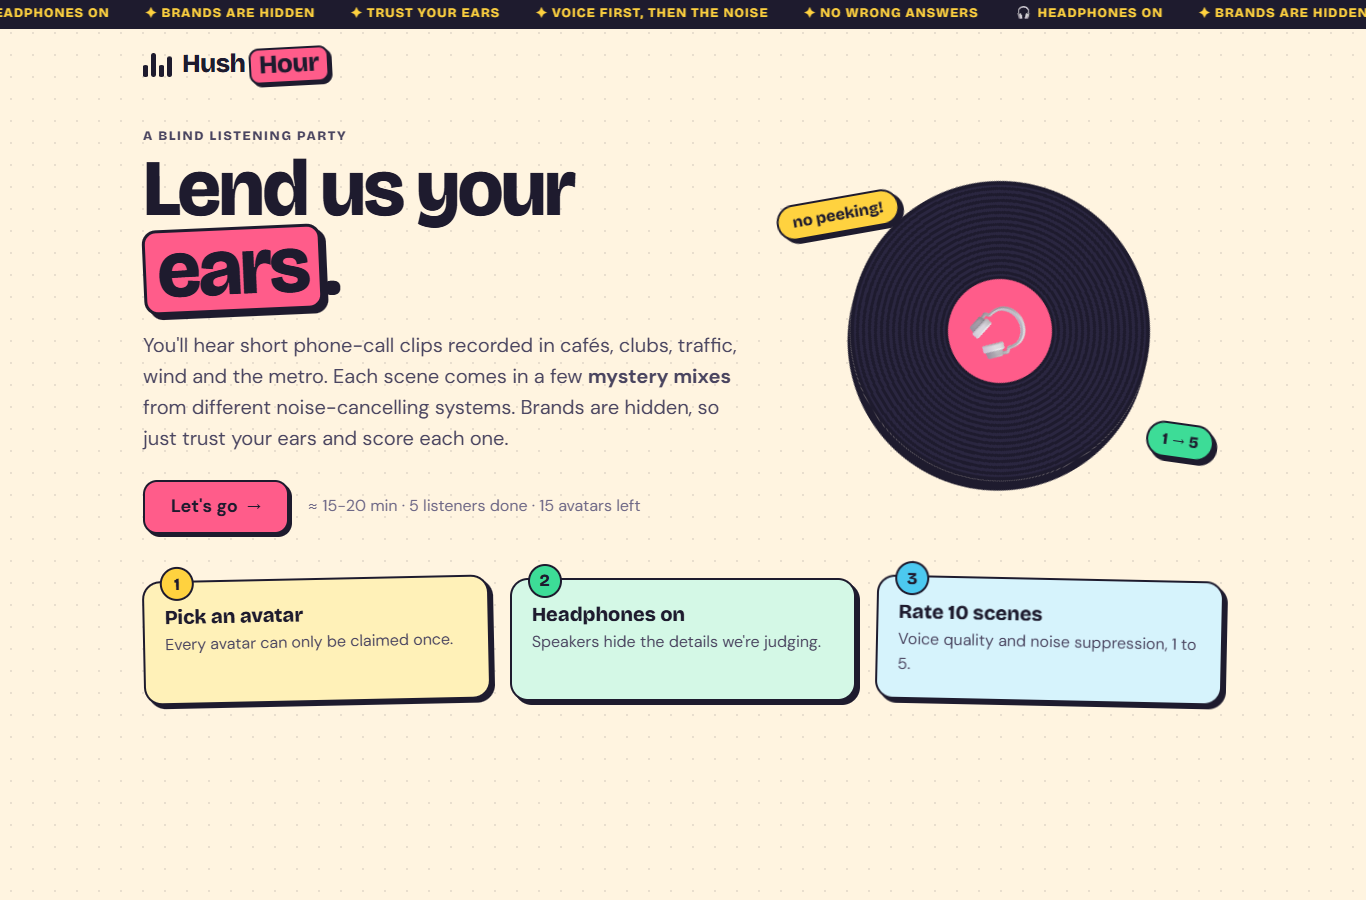 EADPHONES ON ✦ BRANDS ARE HIDDEN ✦ TRUST YOUR EARS ✦ VOICE FIRST, THEN THE NOISE ✦ NO WRONG ANSWERS 🎧 HEADPHONES ON ✦ BRANDS ARE HIDDEN
Hush Hour
A BLIND LISTENING PARTY
Lend us your
ears.
You'll hear short phone-call clips recorded in cafés, clubs, traffic,
wind and the metro. Each scene comes in a few mystery mixes
from different noise-cancelling systems. Brands are hidden, so
just trust your ears and score each one.
Let's go →
≈ 15-20 min · 5 listeners done · 15 avatars left
no peeking!
1 → 5
1
Pick an avatar
Every avatar can only be claimed once.
2
Headphones on
Speakers hide the details we're judging.
3
Rate 10 scenes
Voice quality and noise suppression, 1 to
5.